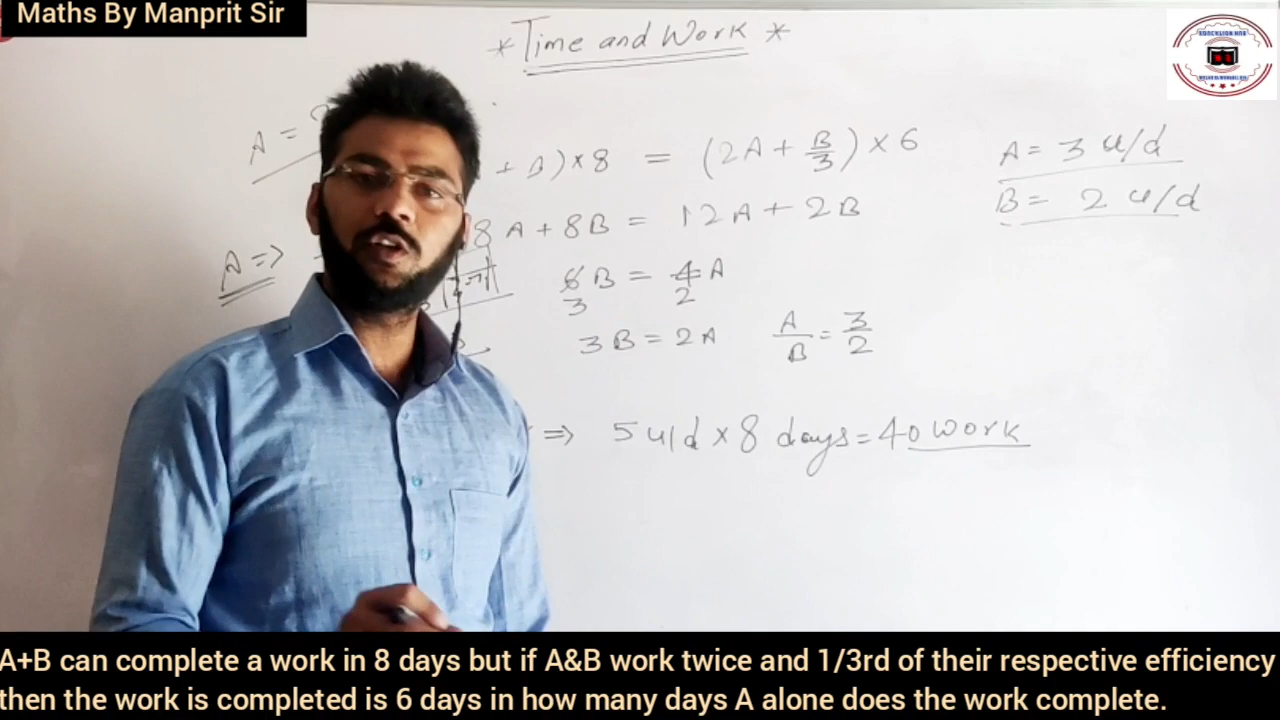 Maths By Manprit Sir
* Time and Work *
A =
+ B) × 8 = (2A + B/3) × 6
A = 3 u/d
B = 2 u/d
8A + 8B = 12A + 2B
A =>
6B = 4A
3 2
3B = 2A A/B = 3/2
=> 5 u/d × 8 days = 40 work
A+B can complete a work in 8 days but if A&B work twice and 1/3rd of their respective efficiency
then the work is completed is 6 days in how many days A alone does the work complete.